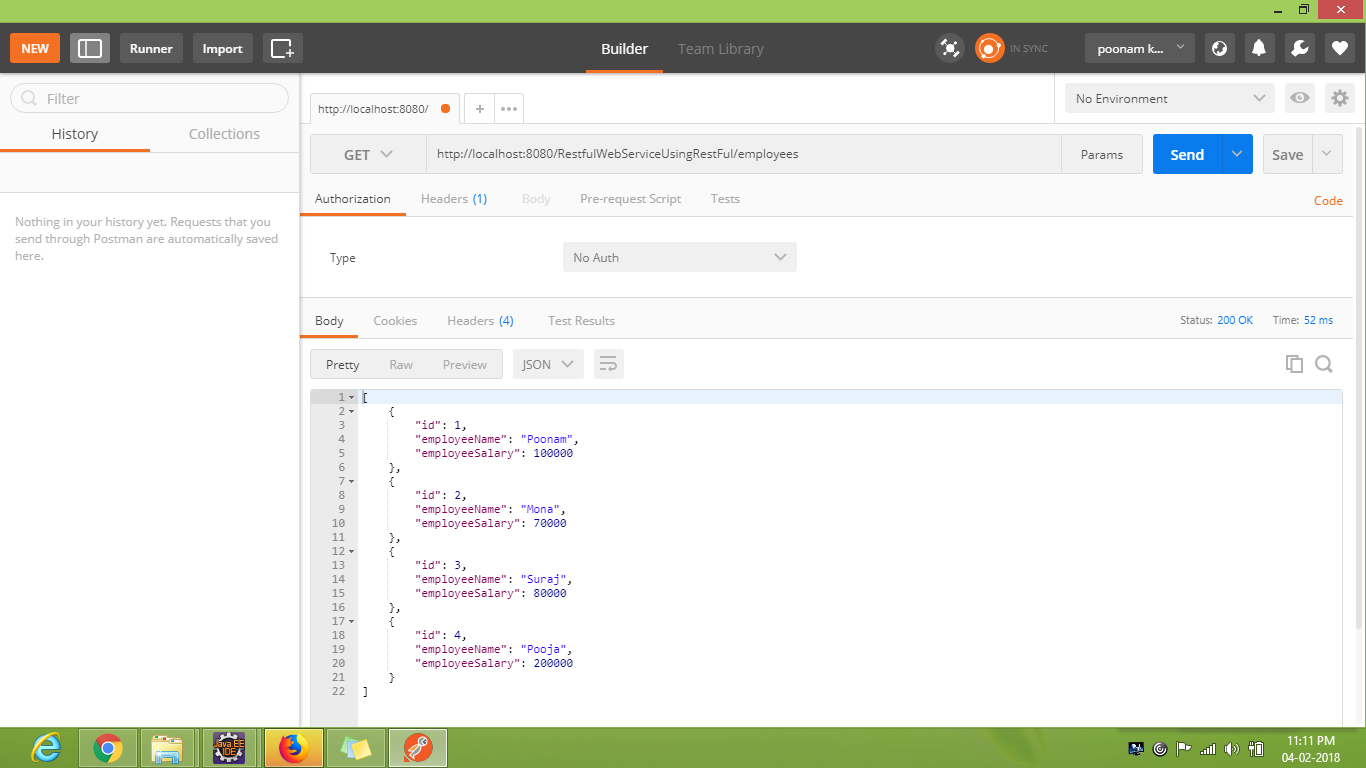 NEW Runner Import Builder Team Library IN SYNC poonam k...
Filter
History Collections
Nothing in your history yet. Requests that you
send through Postman are automatically saved
here.
http://localhost:8080/ + ••• No Environment
GET http://localhost:8080/RestfulWebServiceUsingRestFul/employees Params Send Save
Authorization Headers (1) Body Pre-request Script Tests Code
Type No Auth
Body Cookies Headers (4) Test Results Status: 200 OK Time: 52 ms
Pretty Raw Preview JSON
1 [
2 {
3 "id": 1,
4 "employeeName": "Poonam",
5 "employeeSalary": 100000
6 },
7 {
8 "id": 2,
9 "employeeName": "Mona",
10 "employeeSalary": 70000
11 },
12 {
13 "id": 3,
14 "employeeName": "Suraj",
15 "employeeSalary": 80000
16 },
17 {
18 "id": 4,
19 "employeeName": "Pooja",
20 "employeeSalary": 200000
21 }
22 ]
Java EE
IDE
11:11 PM
04-02-2018